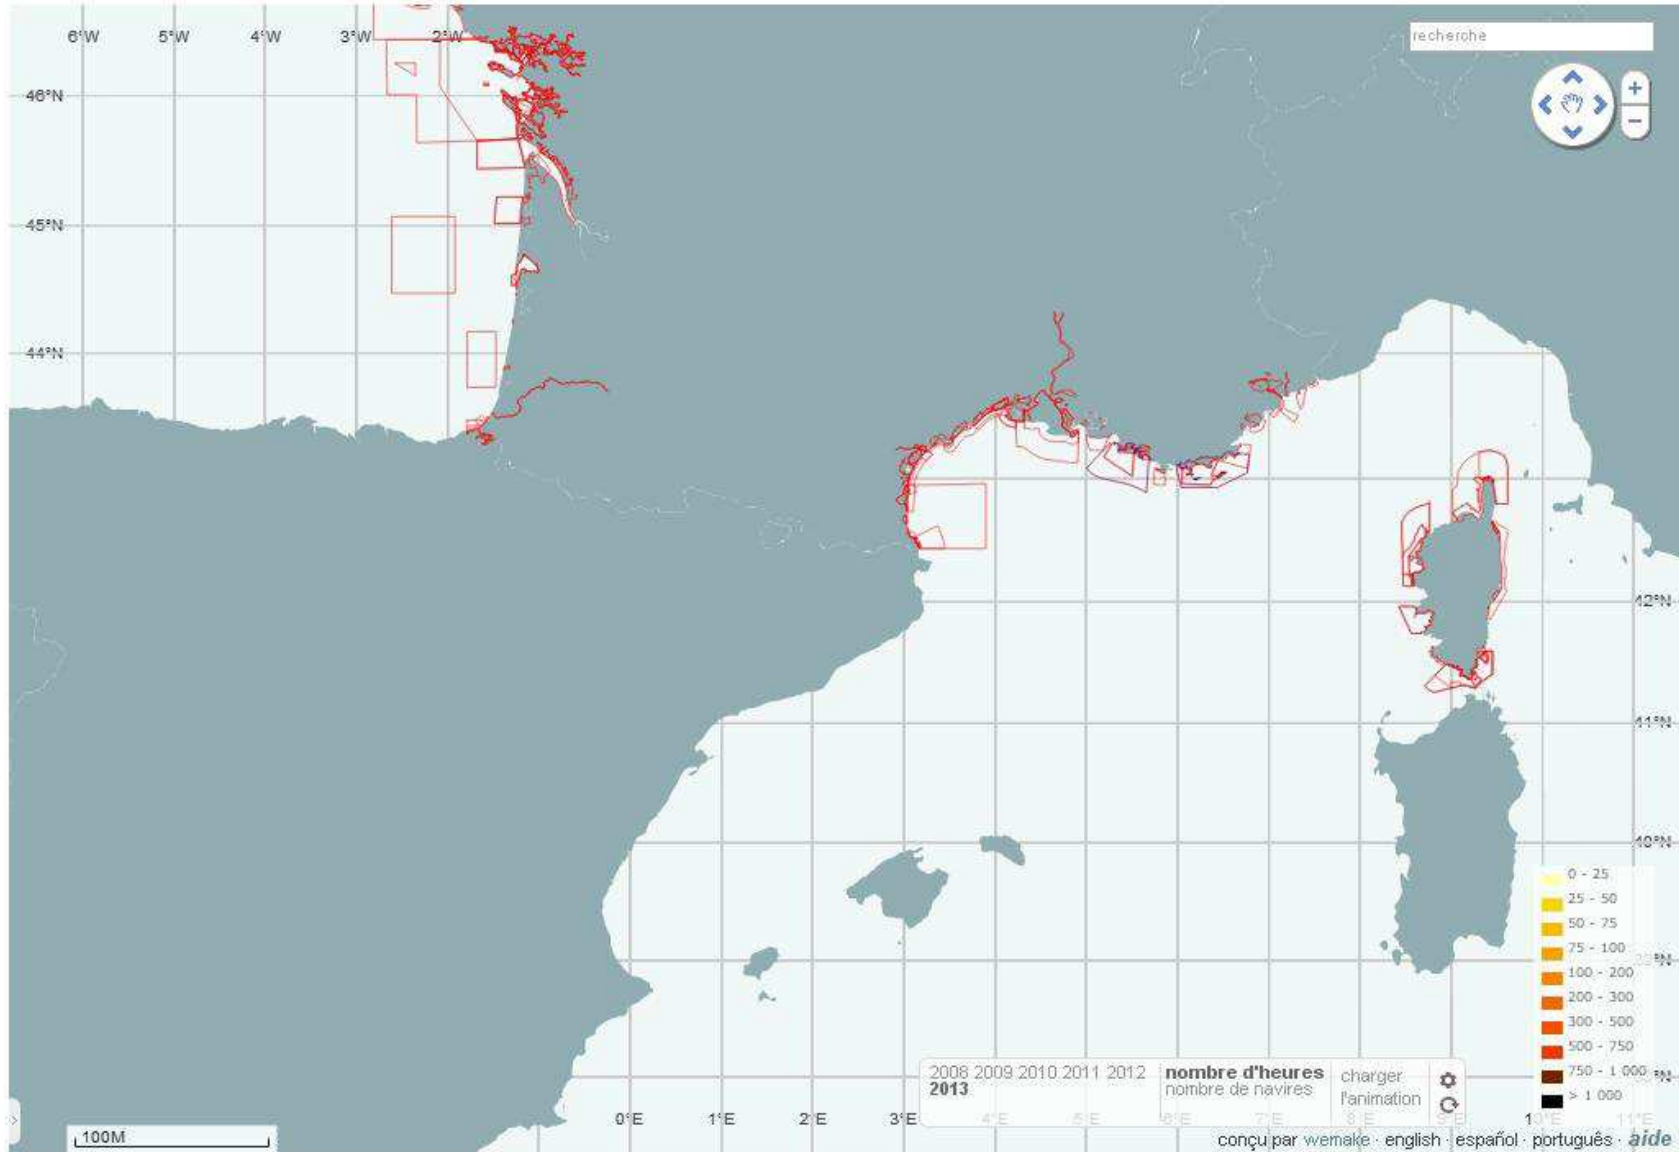 recherche
6°W 5°W 4°W 3°W 2°W
46°N
+
−
45°N
44°N
42°N
41°N
40°N
0 - 25
25 - 50
50 - 75
75 - 100
100 - 200
200 - 300
300 - 500
500 - 750
750 - 1 000
> 1 000
2008 2009 2010 2011 2012
2013
nombre d'heures
nombre de navires
charger
l'animation
0°E 1°E 2°E 3°E 4°E 5°E 6°E 7°E 8°E 9°E 10°E 11°E
100M
conçu par wemake · english · español · português · aide